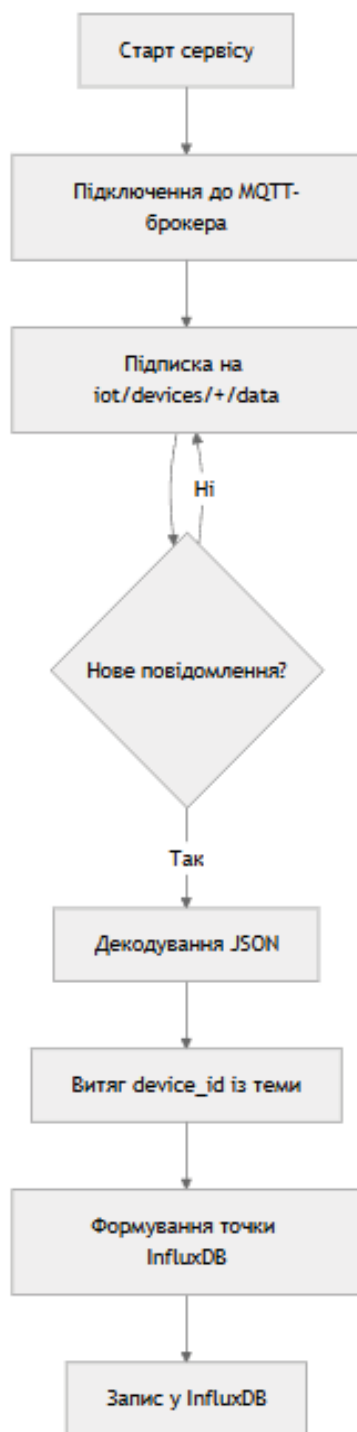 Старт сервісу
Підключення до MQTT-
брокера
Підписка на
iot/devices/+/data
Ні
Нове повідомлення?
Так
Декодування JSON
Витяг device_id із теми
Формування точки
InfluxDB
Запис у InfluxDB